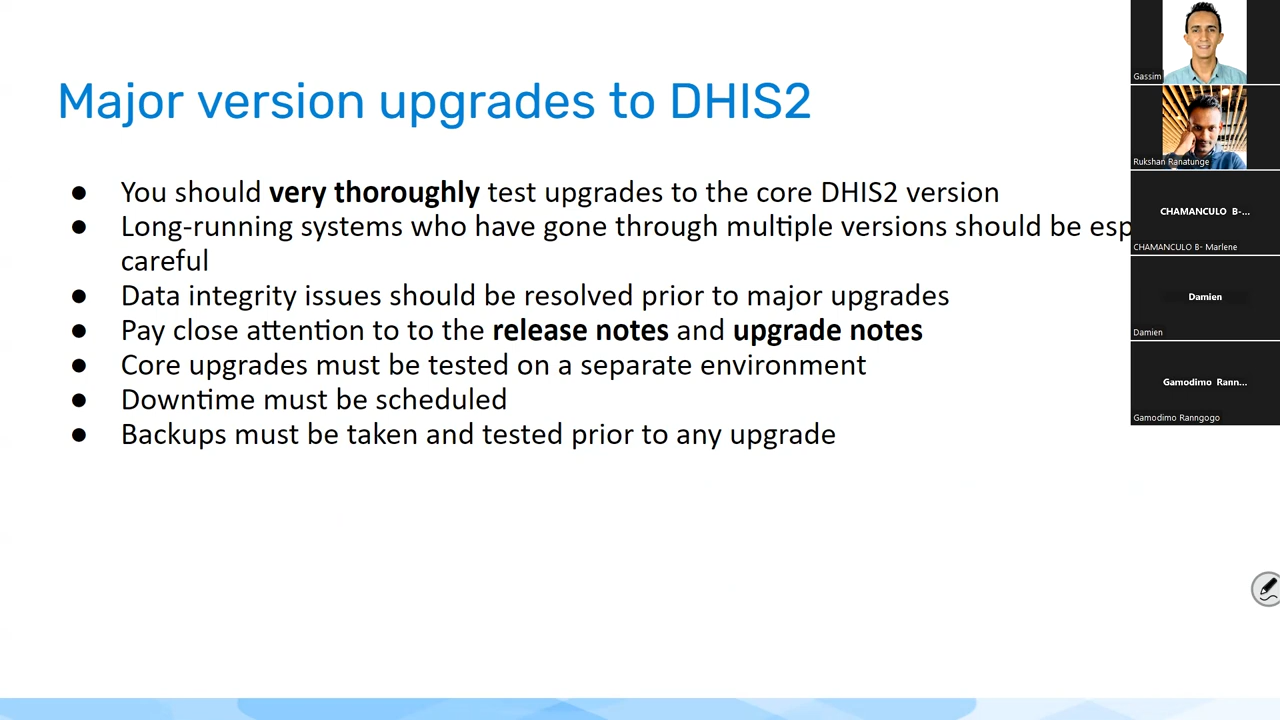 Major version upgrades to DHIS2
● You should very thoroughly test upgrades to the core DHIS2 version
● Long-running systems who have gone through multiple versions should be esp
careful
● Data integrity issues should be resolved prior to major upgrades
● Pay close attention to to the release notes and upgrade notes
● Core upgrades must be tested on a separate environment
● Downtime must be scheduled
● Backups must be taken and tested prior to any upgrade
Gassim
Rukshan Ranatunge
CHAMANCULO B-...
CHAMANCULO B- Marlene
Damien
Damien
Gamodimo Rann...
Gamodimo Ranngogo